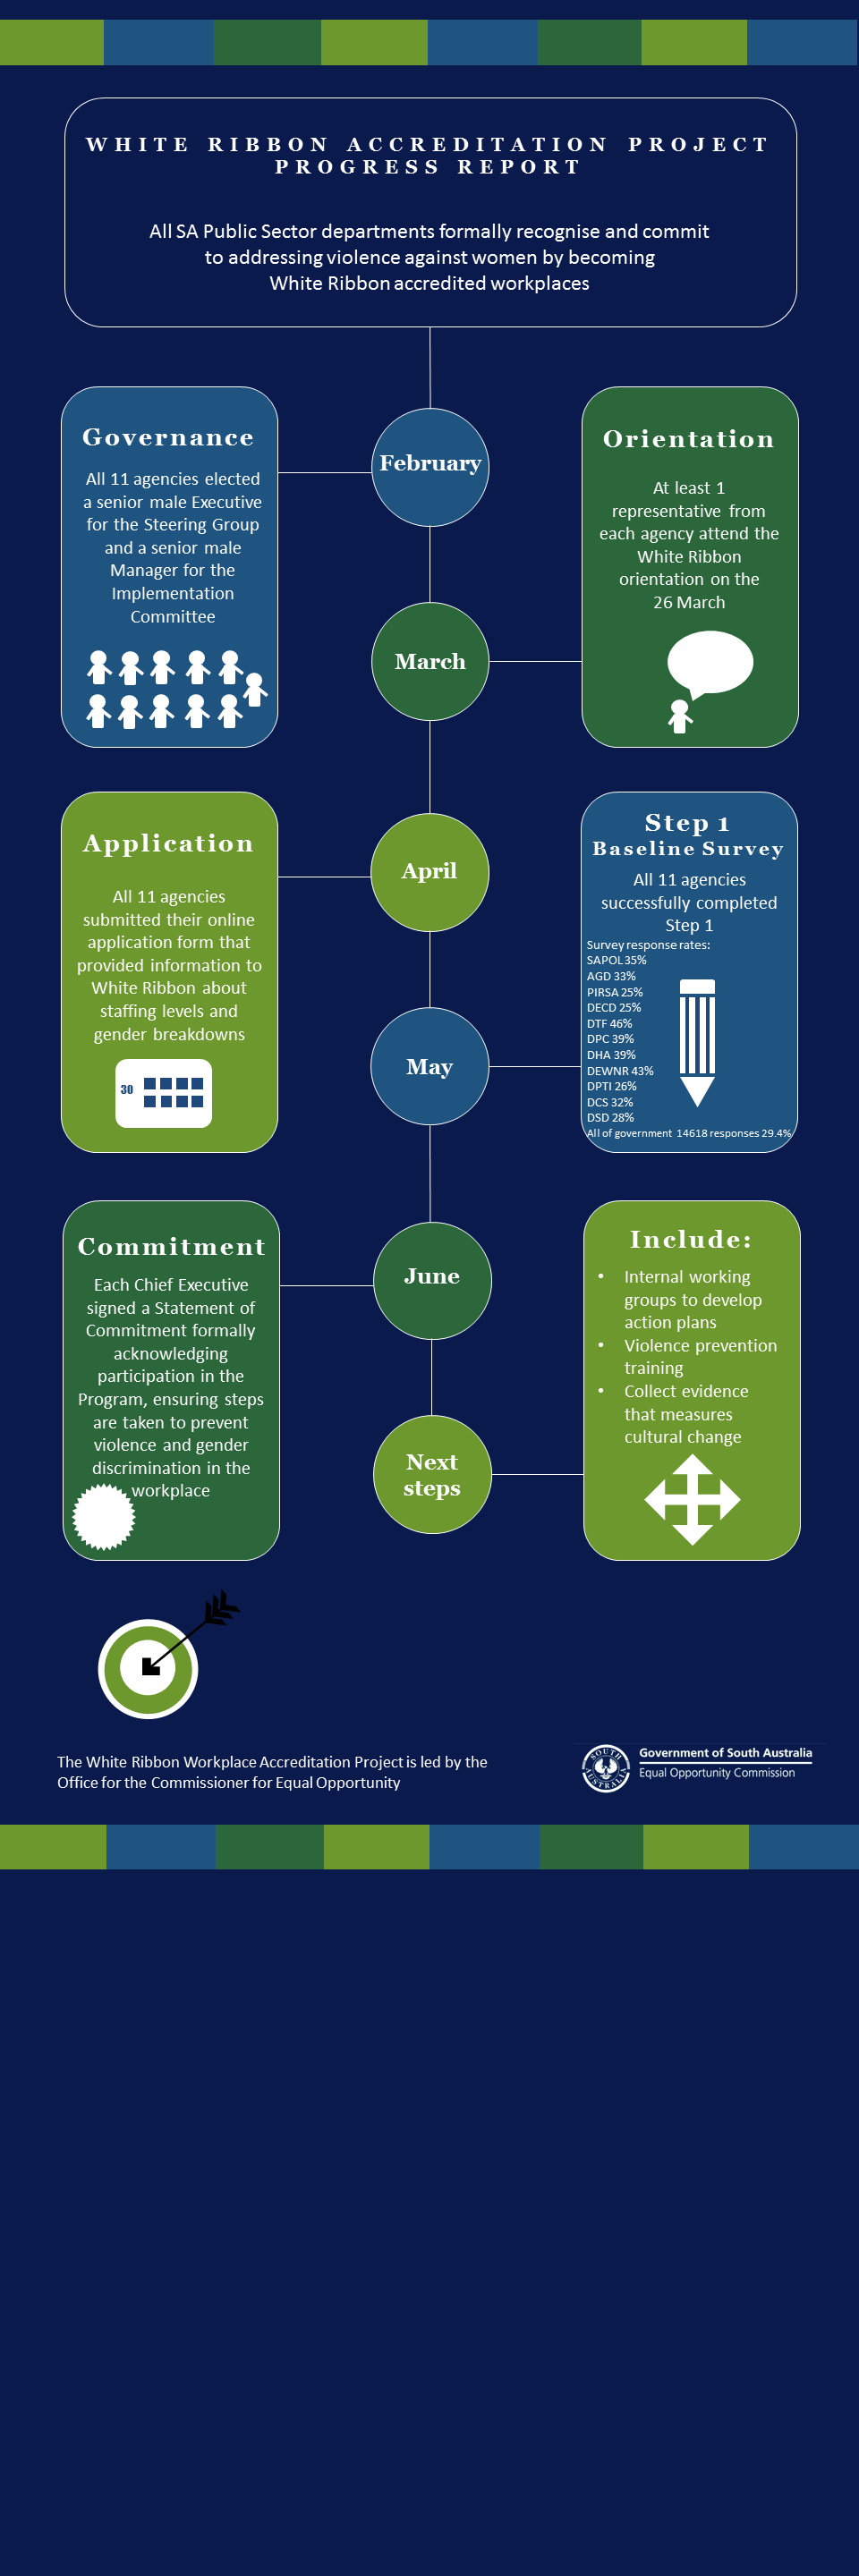 WHITE RIBBON ACCREDITATION PROJECT
PROGRESS REPORT
All SA Public Sector departments formally recognise and commit
to addressing violence against women by becoming
White Ribbon accredited workplaces
February
Governance
All 11 agencies elected
a senior male Executive
for the Steering Group
and a senior male
Manager for the
Implementation
Committee
March
Orientation
At least 1
representative from
each agency attend the
White Ribbon
orientation on the
26 March
April
Application
All 11 agencies
submitted their online
application form that
provided information to
White Ribbon about
staffing levels and
gender breakdowns
30
May
Step 1
Baseline Survey
All 11 agencies
successfully completed
Step 1
Survey response rates:
SAPOL 35%
AGD 33%
PIRSA 25%
DECD 25%
DTF 46%
DPC 39%
DHA 39%
DEWNR 43%
DPTI 26%
DCS 32%
DSD 28%
All of government 14618 responses 29.4%
June
Commitment
Each Chief Executive
signed a Statement of
Commitment formally
acknowledging
participation in the
Program, ensuring steps
are taken to prevent
violence and gender
discrimination in the
workplace
Next
steps
Include:
• Internal working
groups to develop
action plans
• Violence prevention
training
• Collect evidence
that measures
cultural change
The White Ribbon Workplace Accreditation Project is led by the
Office for the Commissioner for Equal Opportunity
SOUTH
AUSTRALIA
Government of South Australia
Equal Opportunity Commission